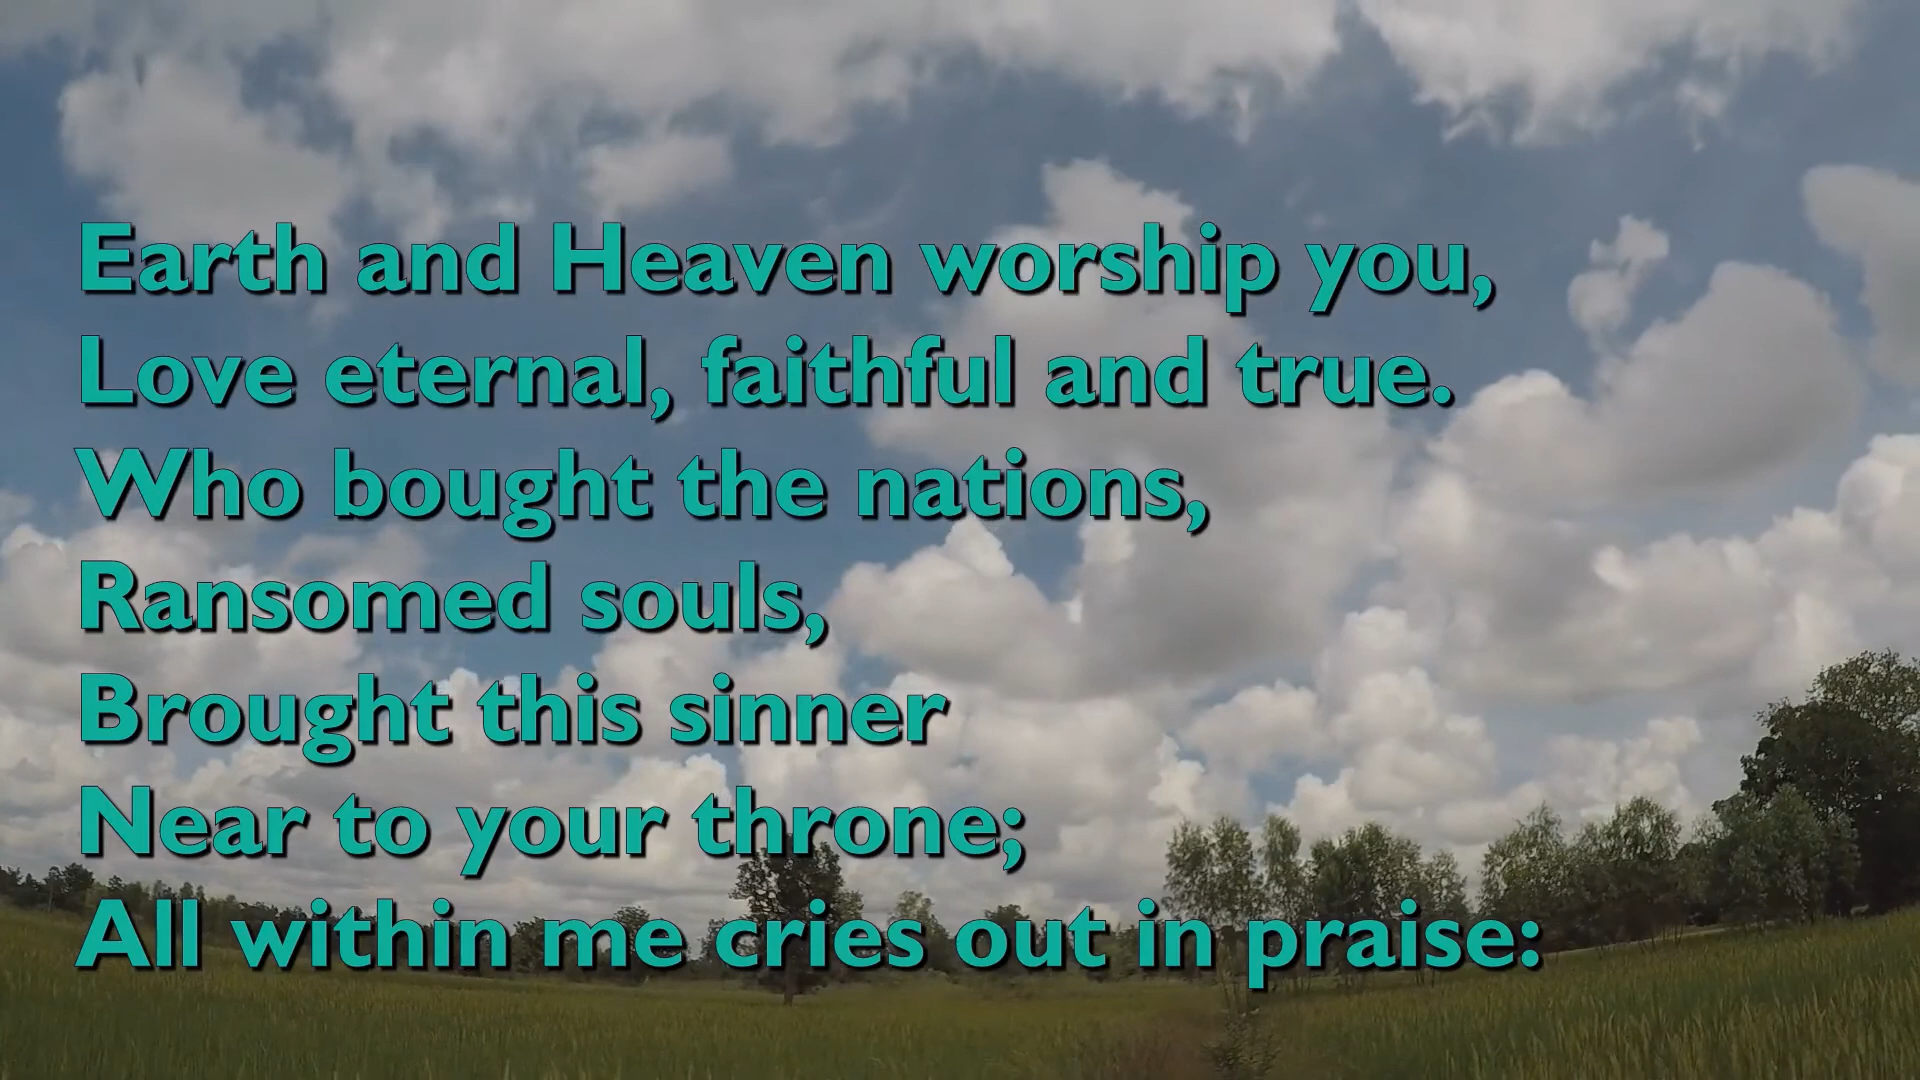 Earth and Heaven worship you,
Love eternal, faithful and true.
Who bought the nations,
Ransomed souls,
Brought this sinner
Near to your throne;
All within me cries out in praise: